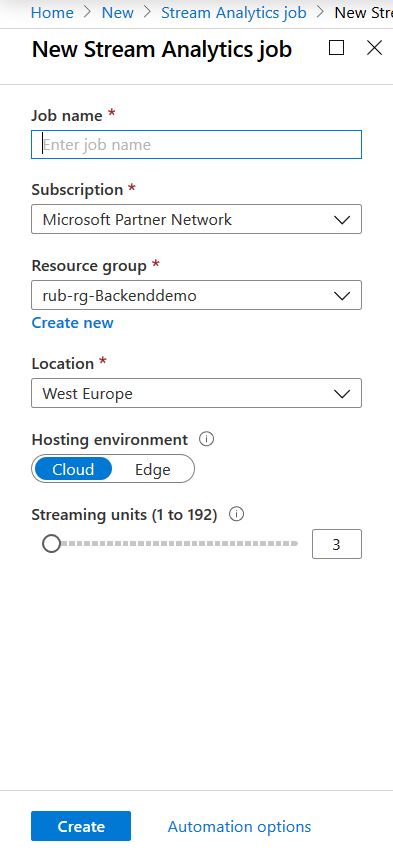 Home > New > Stream Analytics job > New Stre
New Stream Analytics job
Job name *
Enter job name
Subscription *
Microsoft Partner Network
Resource group *
rub-rg-Backenddemo
Create new
Location *
West Europe
Hosting environment
Cloud Edge
Streaming units (1 to 192)
3
Create Automation options